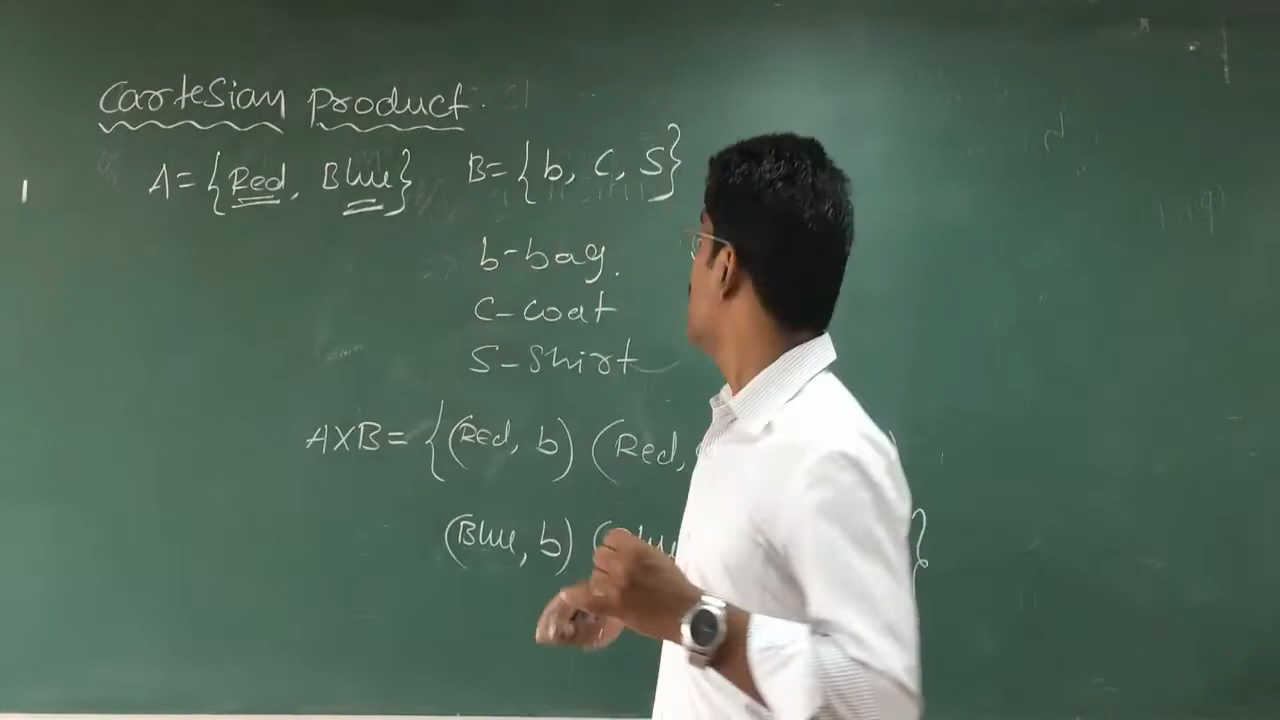 Cartesian product.
A = {Red, Blue} B = {b, C, S}
b - bag.
C - Coat
S - Shirt
AXB = {(Red, b) (Red,
(Blue, b) ( }